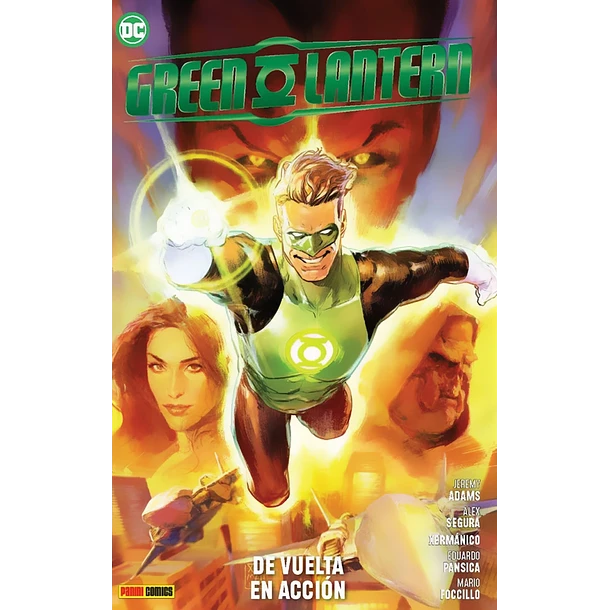 DC
GREEN LANTERN
JEREMY
ADAMS
ALEX
SEGURA
XERMÁNICO
EDUARDO
PANSICA
MARIO
FOCCILLO
DE VUELTA
EN ACCIÓN
PANINI COMICS